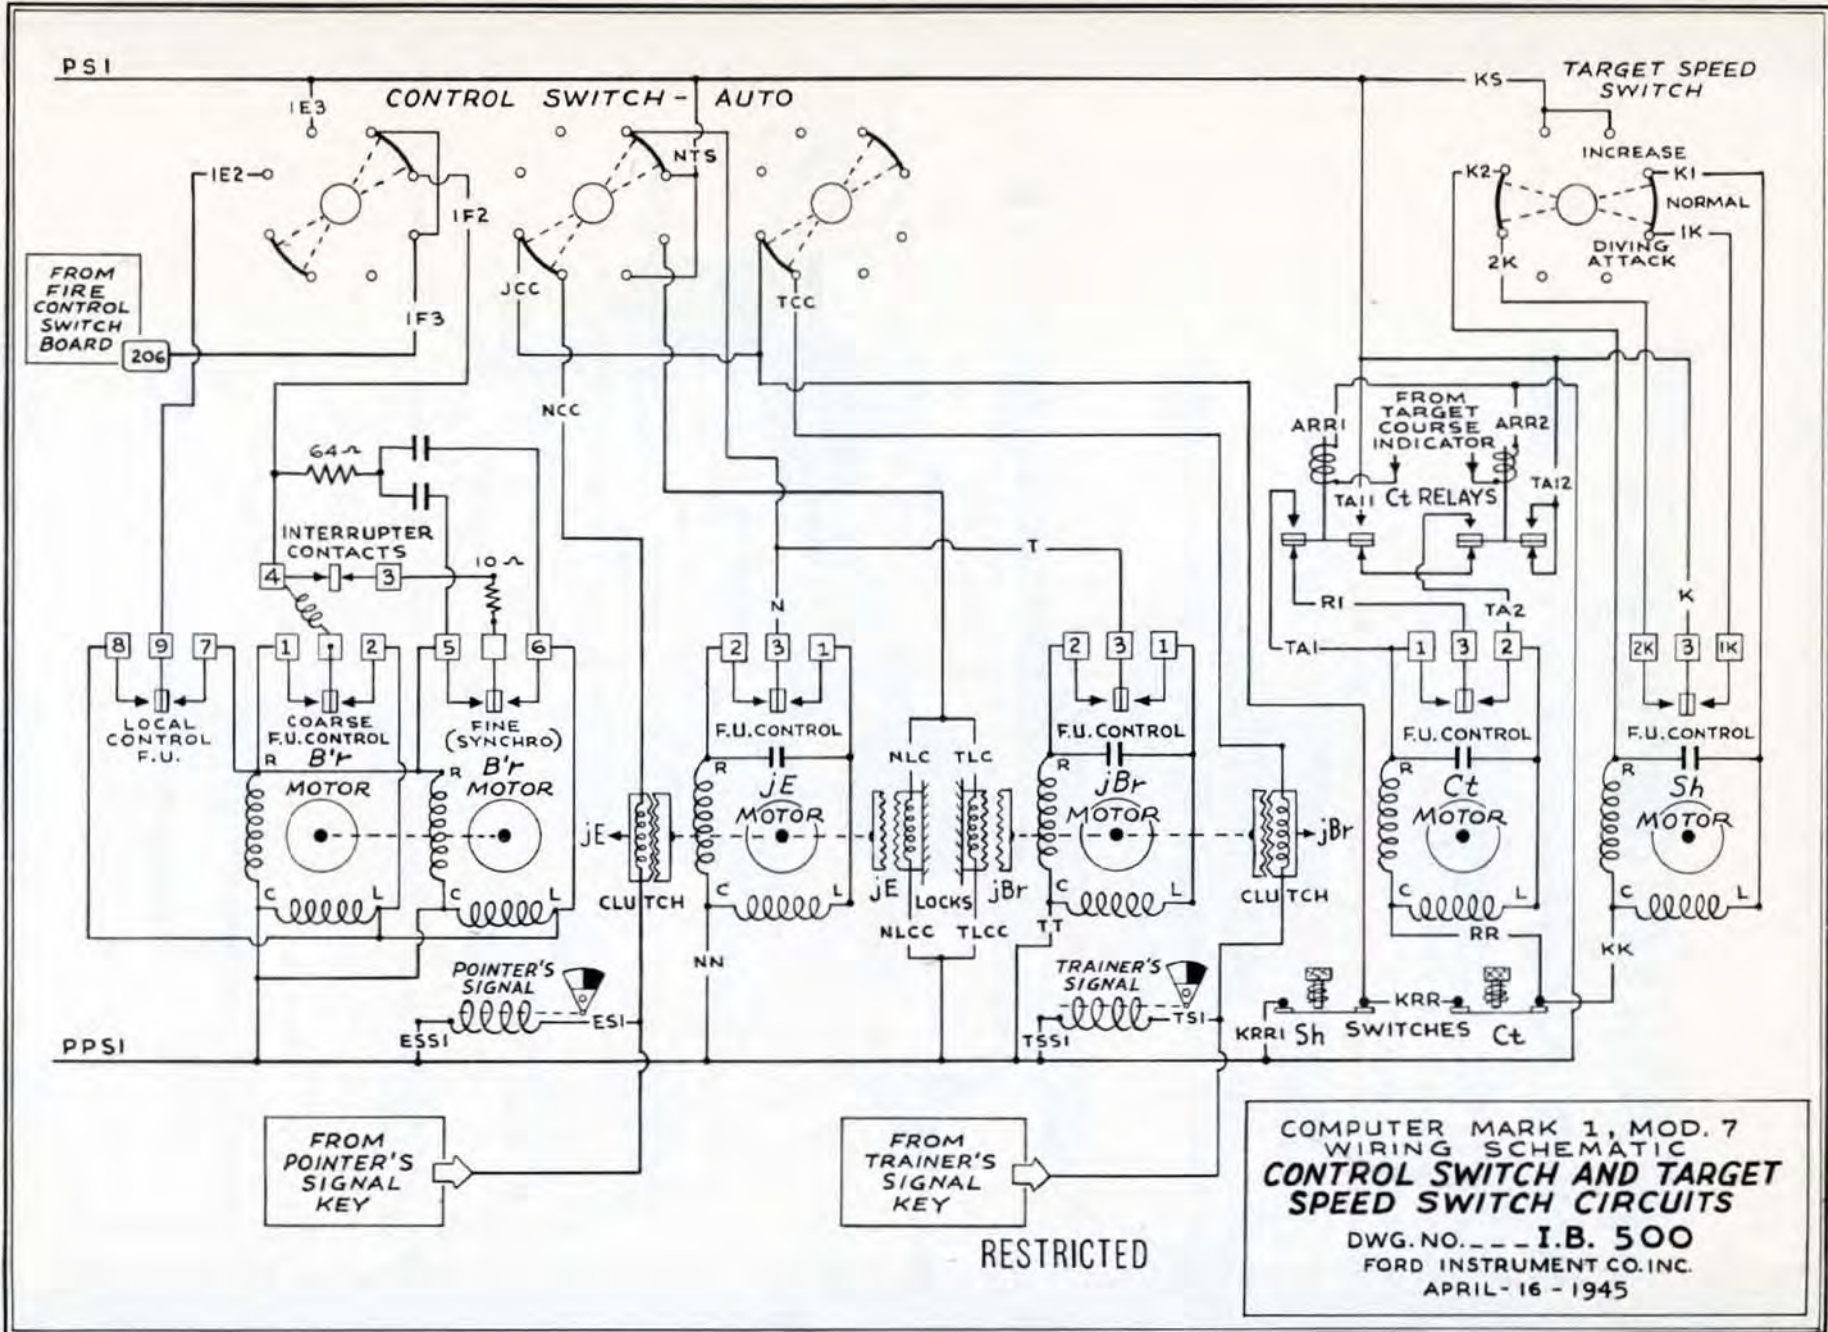 PS1
CONTROL SWITCH - AUTO
KS
TARGET SPEED
SWITCH
1E3
1E2
1F2
1F3
NTS
JCC
TCC
NCC
INCREASE
K2
K1
NORMAL
1K
2K
DIVING
ATTACK
FROM
FIRE
CONTROL
SWITCH
BOARD
206
64Ω
INTERRUPTER
CONTACTS
10Ω
4
3
FROM
TARGET
COURSE
INDICATOR
ARR1
ARR2
TA11
Ct RELAYS
TA12
T
N
R1
TA2
K
TA1
8
9
7
1
2
5
6
2
3
1
2
3
1
1
3
2
2K
3
1K
LOCAL
CONTROL
F.U.
COARSE
F.U. CONTROL
B'r
FINE
(SYNCHRO)
B'r
F.U. CONTROL
F.U. CONTROL
F.U. CONTROL
F.U. CONTROL
R
MOTOR
R
MOTOR
R
jE
MOTOR
NLC
TLC
R
jBr
MOTOR
R
Ct
MOTOR
R
Sh
MOTOR
jE
jBr
C
L
C
L
CLUTCH
C
L
jE
LOCKS
jBr
C
L
CLUTCH
C
L
C
L
NLCC
TLCC
TT
RR
KK
NN
POINTER'S
SIGNAL
ES1
ESS1
TRAINER'S
SIGNAL
TS1
TSS1
KRR
KRR1
Sh
SWITCHES
Ct
PPS1
FROM
POINTER'S
SIGNAL
KEY
FROM
TRAINER'S
SIGNAL
KEY
RESTRICTED
COMPUTER MARK 1, MOD. 7
WIRING SCHEMATIC
CONTROL SWITCH AND TARGET
SPEED SWITCH CIRCUITS
DWG. NO. _ _ _ I.B. 500
FORD INSTRUMENT CO. INC.
APRIL - 16 - 1945